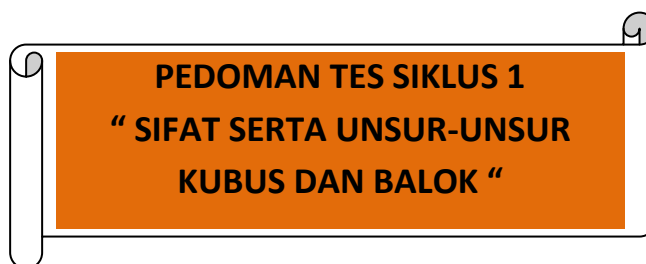 PEDOMAN TES SIKLUS 1
“ SIFAT SERTA UNSUR-UNSUR
KUBUS DAN BALOK “